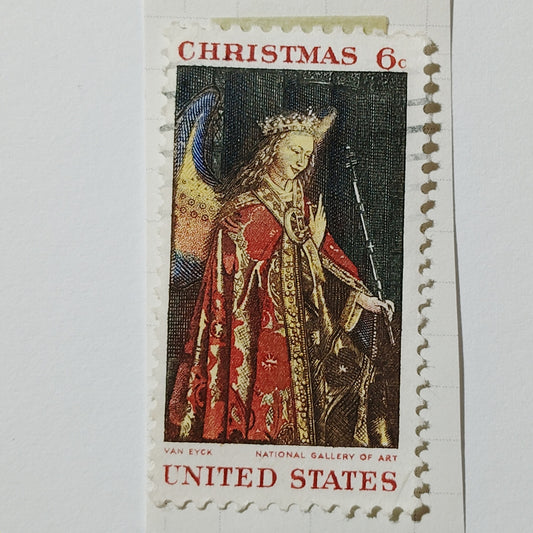 CHRISTMAS 6c
VAN EYCK NATIONAL GALLERY OF ART
UNITED STATES